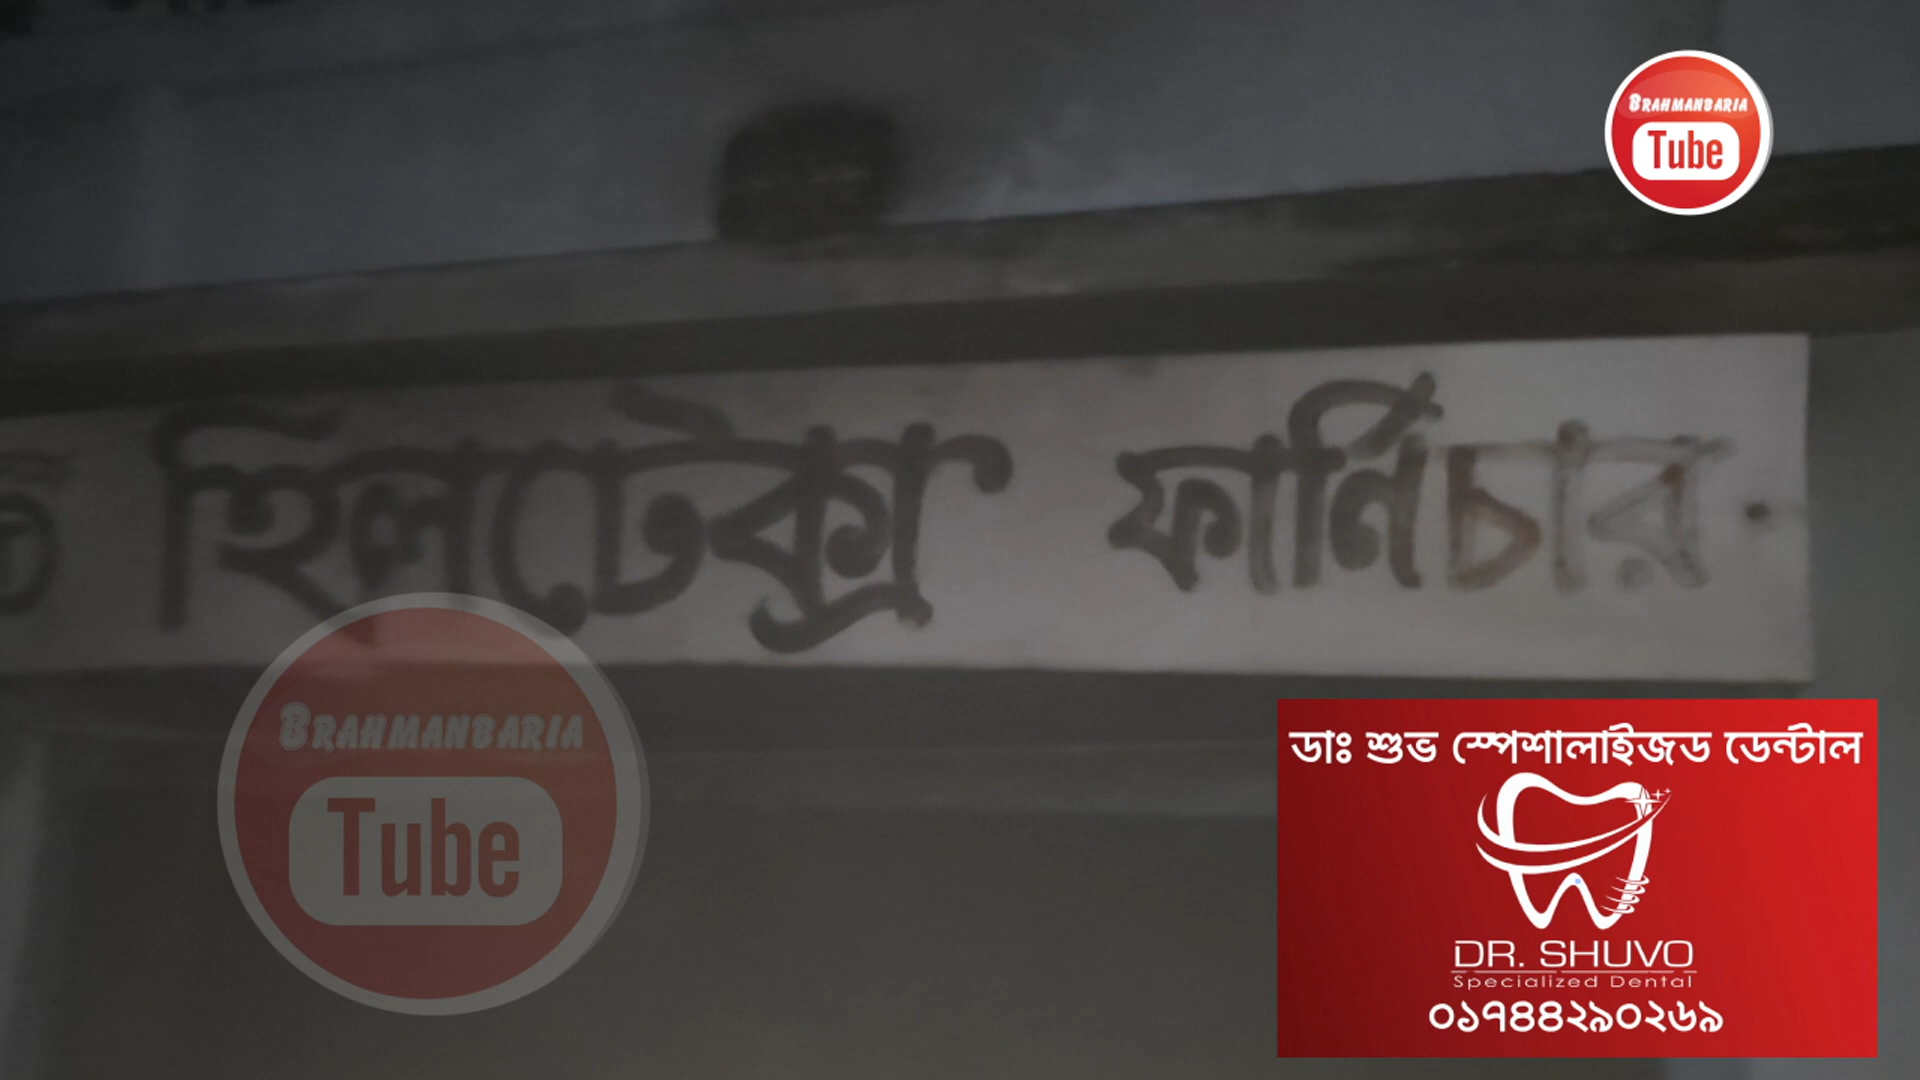 BRAHMANBARIA
Tube
হিলটেক্স ফার্নিচার
BRAHMANBARIA
Tube
ডাঃ শুভ স্পেশালাইজড ডেন্টাল
DR. SHUVO
Specialized Dental
০১৭৪৪২৯০২৬৯